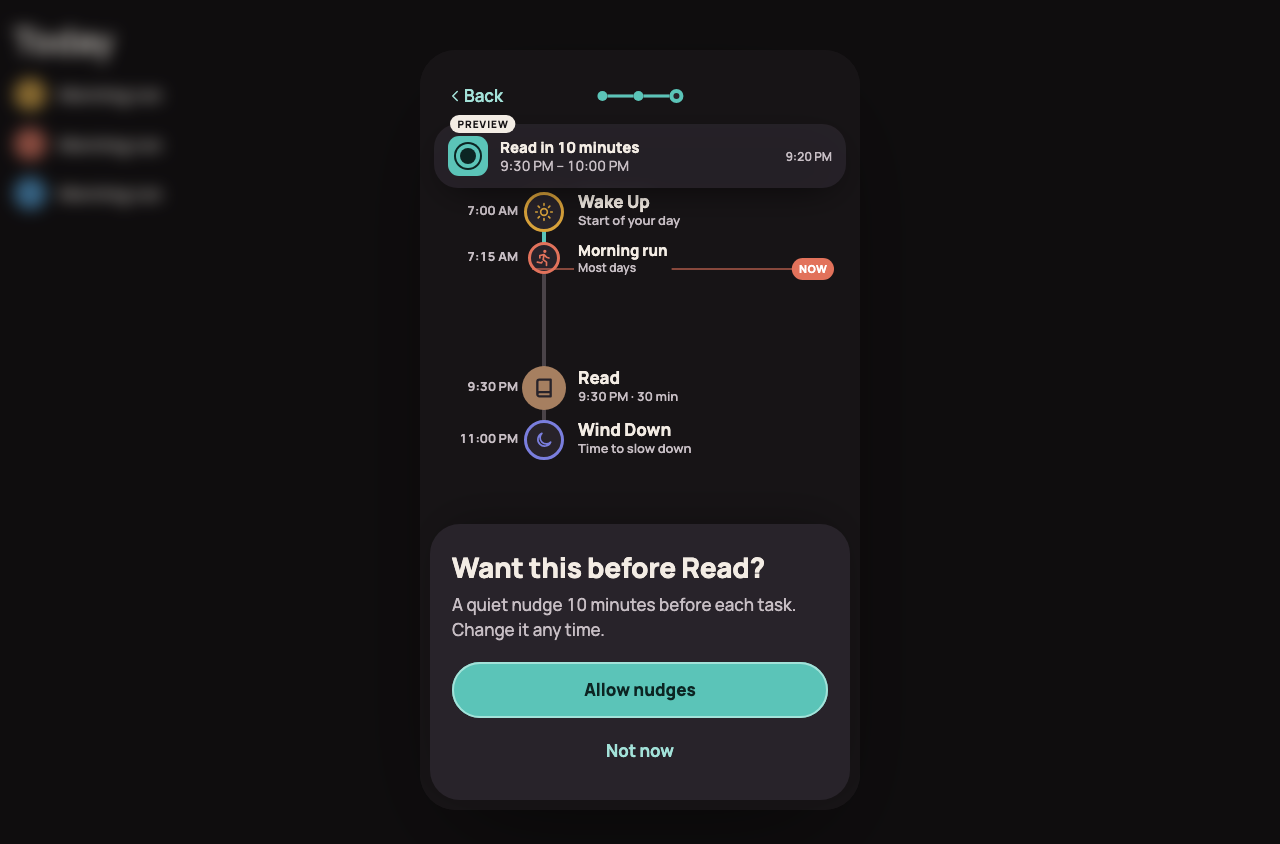 Today
Back
PREVIEW
Read in 10 minutes
9:30 PM – 10:00 PM
9:20 PM
7:00 AM
Wake Up
Start of your day
7:15 AM
Morning run
Most days
NOW
9:30 PM
Read
9:30 PM · 30 min
11:00 PM
Wind Down
Time to slow down
Want this before Read?
A quiet nudge 10 minutes before each task.
Change it any time.
Allow nudges
Not now